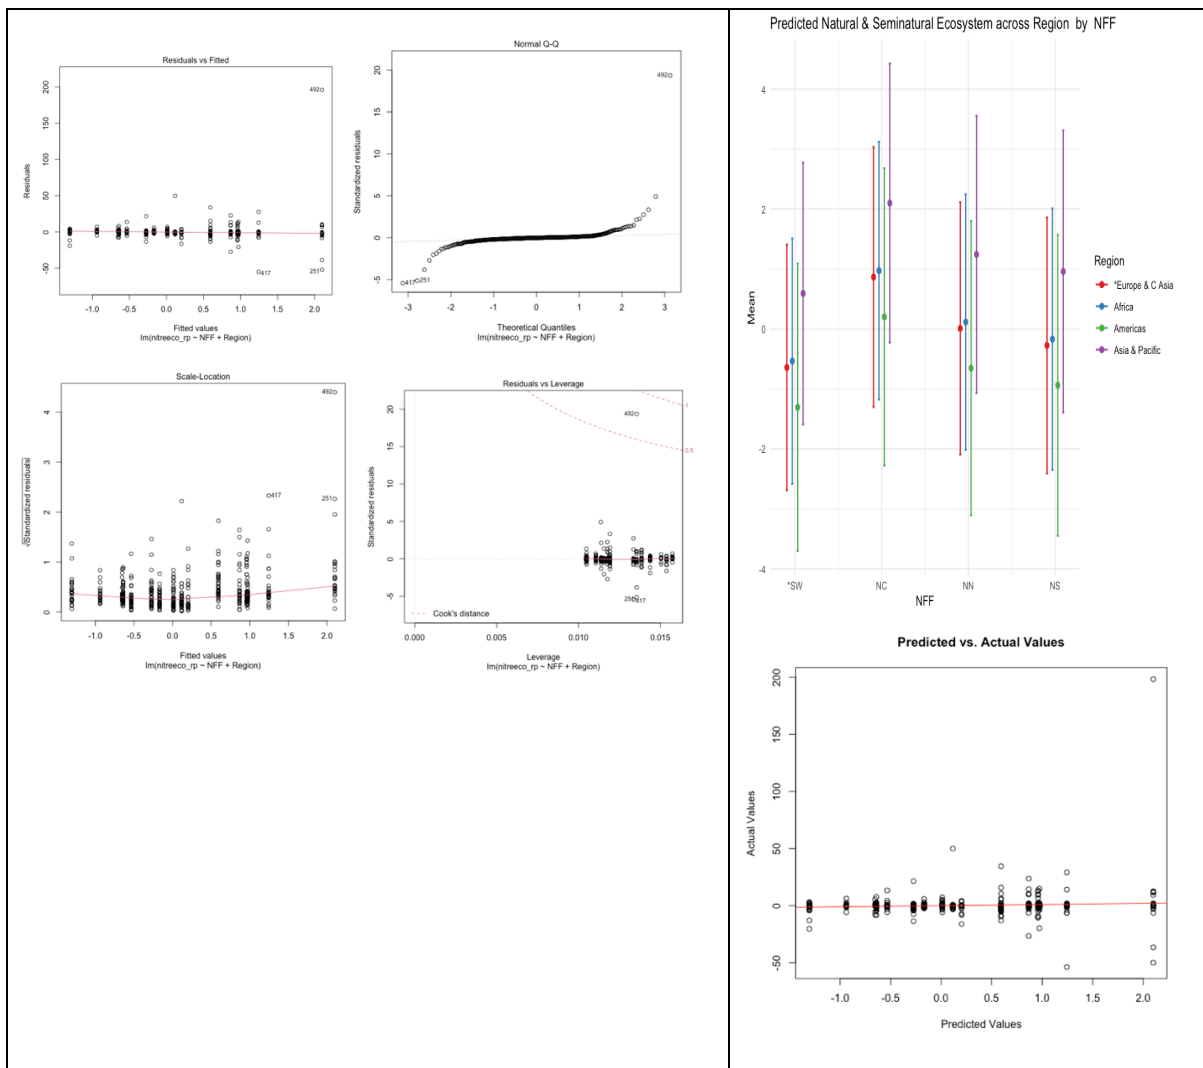 Residuals vs Fitted
Residuals
200
150
100
50
0
-50
492
417
251
-1.0 -0.5 0.0 0.5 1.0 1.5 2.0
Fitted values
lm(nitreeco_rp ~ NFF + Region)
Normal Q-Q
Standardized residuals
20
15
10
5
0
-5
492
417
251
-3 -2 -1 0 1 2 3
Theoretical Quantiles
lm(nitreeco_rp ~ NFF + Region)
Scale-Location
√|Standardized residuals|
4
3
2
1
0
492
417
251
-1.0 -0.5 0.0 0.5 1.0 1.5 2.0
Fitted values
lm(nitreeco_rp ~ NFF + Region)
Residuals vs Leverage
Standardized residuals
20
15
10
5
0
-5
492
1
0.5
251
417
Cook's distance
0.000 0.005 0.010 0.015
Leverage
lm(nitreeco_rp ~ NFF + Region)
Predicted Natural & Seminatural Ecosystem across Region by NFF
Mean
4
2
0
-2
-4
*SW NC NN NS
NFF
Region
*Europe & C Asia
Africa
Americas
Asia & Pacific
Predicted vs. Actual Values
Actual Values
200
150
100
50
0
-50
-1.0 -0.5 0.0 0.5 1.0 1.5 2.0
Predicted Values